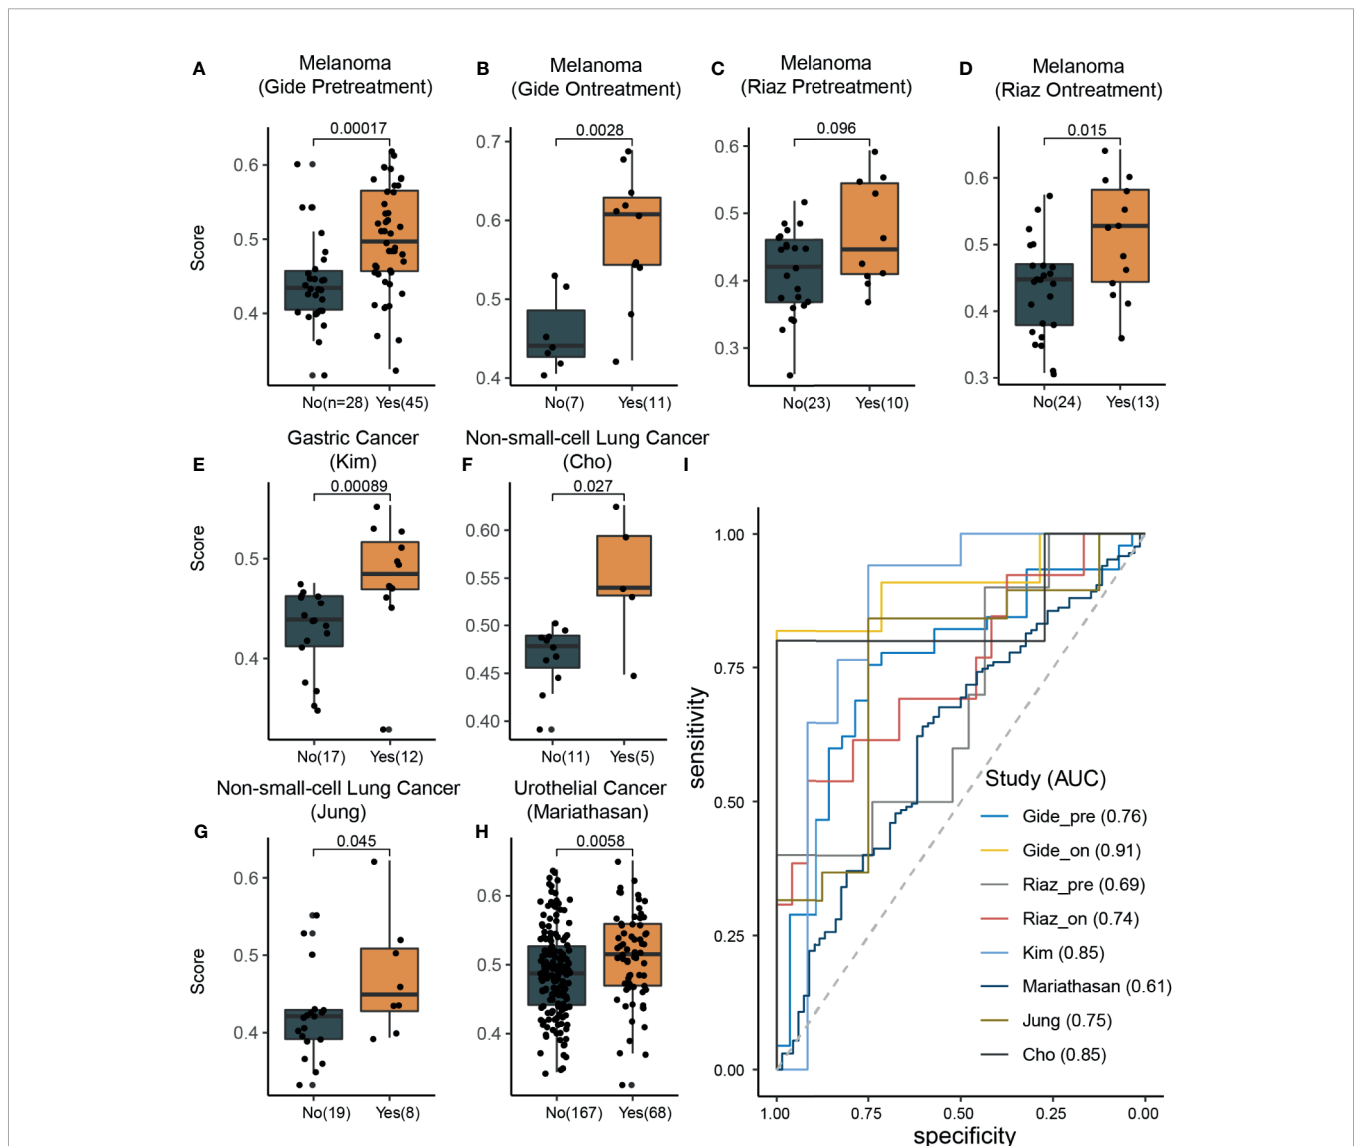 A
Melanoma
(Gide Pretreatment)
0.00017
Score
0.6
0.5
0.4
No(n=28)
Yes(45)
B
Melanoma
(Gide Ontreatment)
0.0028
0.7
0.6
0.5
0.4
No(7)
Yes(11)
C
Melanoma
(Riaz Pretreatment)
0.096
0.6
0.5
0.4
0.3
No(23)
Yes(10)
D
Melanoma
(Riaz Ontreatment)
0.015
0.6
0.5
0.4
0.3
No(24)
Yes(13)
E
Gastric Cancer
(Kim)
0.00089
Score
0.5
0.4
No(17)
Yes(12)
F
Non-small-cell Lung Cancer
(Cho)
0.027
0.60
0.55
0.50
0.45
0.40
No(11)
Yes(5)
G
Non-small-cell Lung Cancer
(Jung)
0.045
Score
0.6
0.5
0.4
No(19)
Yes(8)
H
Urothelial Cancer
(Mariathasan)
0.0058
0.6
0.5
0.4
No(167)
Yes(68)
I
sensitivity
1.00
0.75
0.50
0.25
0.00
Study (AUC)
Gide_pre (0.76)
Gide_on (0.91)
Riaz_pre (0.69)
Riaz_on (0.74)
Kim (0.85)
Mariathasan (0.61)
Jung (0.75)
Cho (0.85)
1.00
0.75
0.50
0.25
0.00
specificity